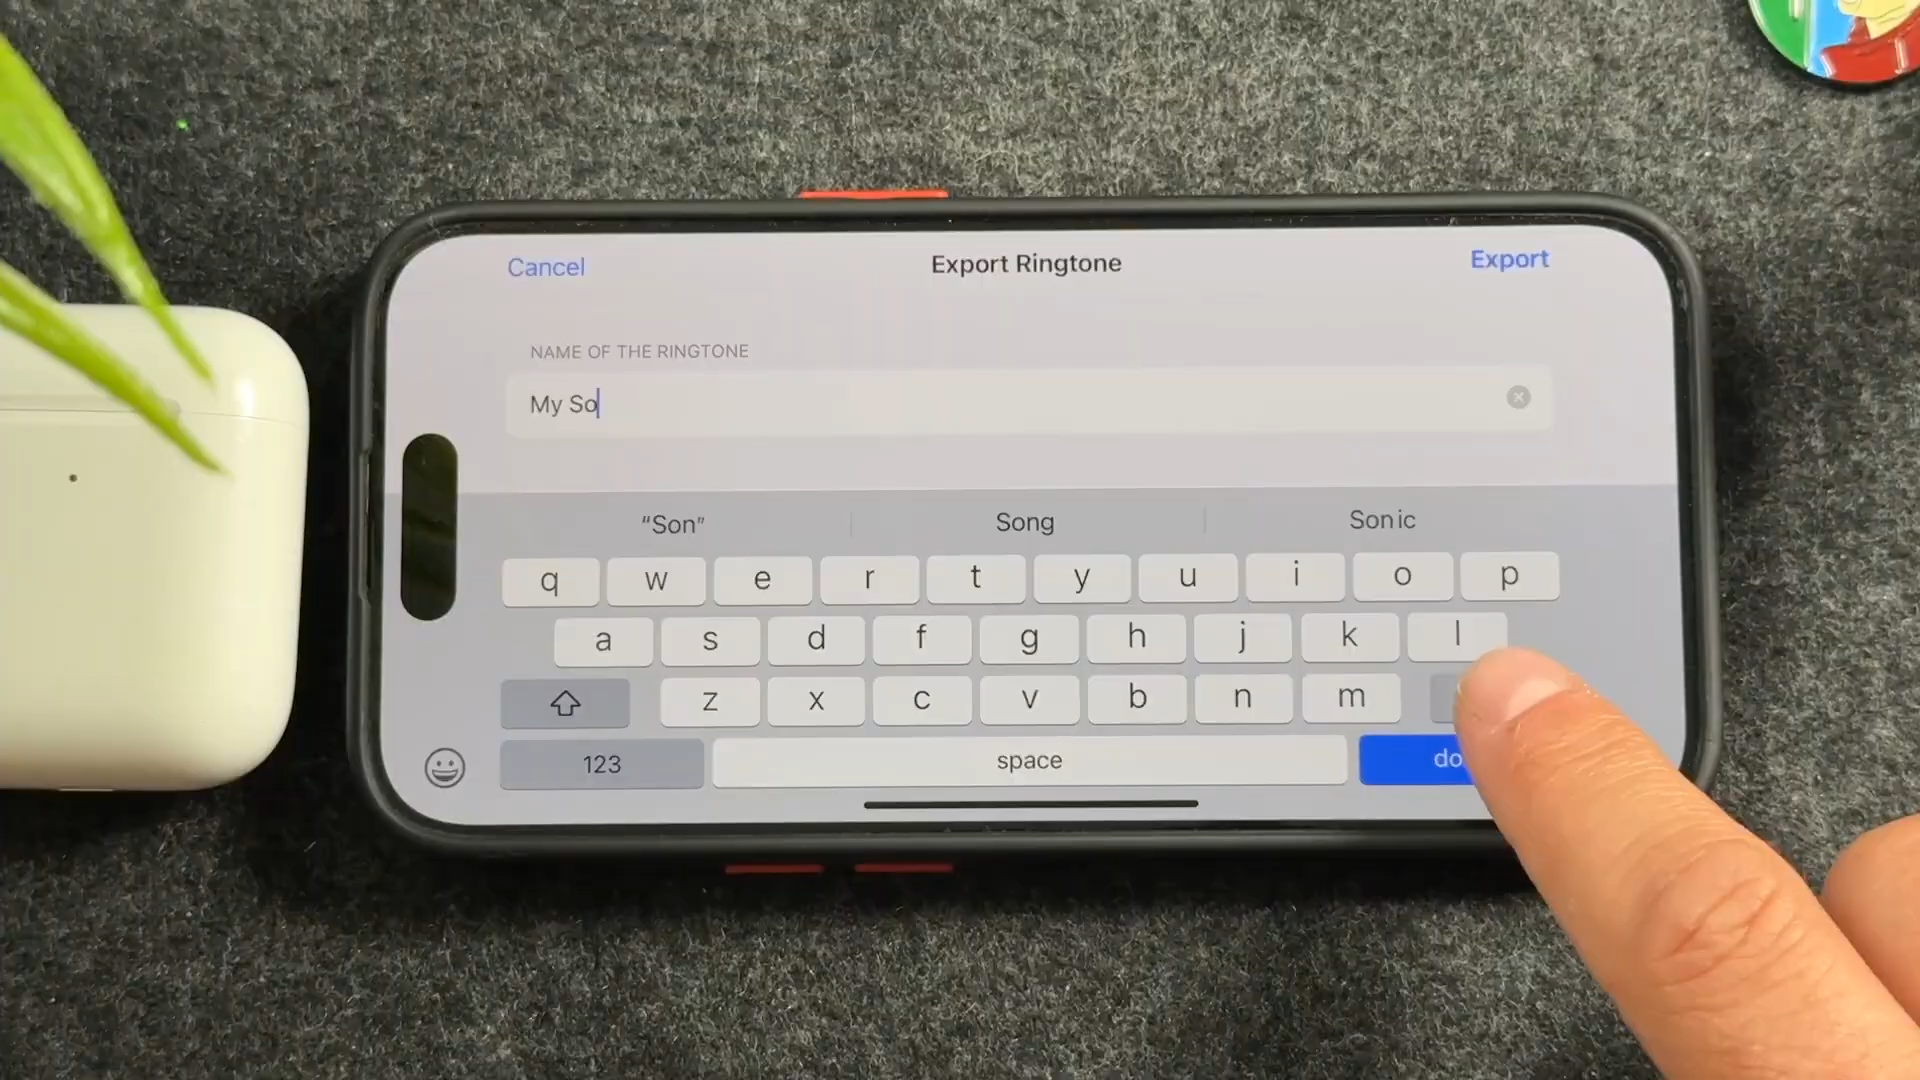 Cancel
Export Ringtone
Export
NAME OF THE RINGTONE
My So
"Son"
Song
Sonic
q w e r t y u i o p
a s d f g h j k l
z x c v b n m
123
space
do